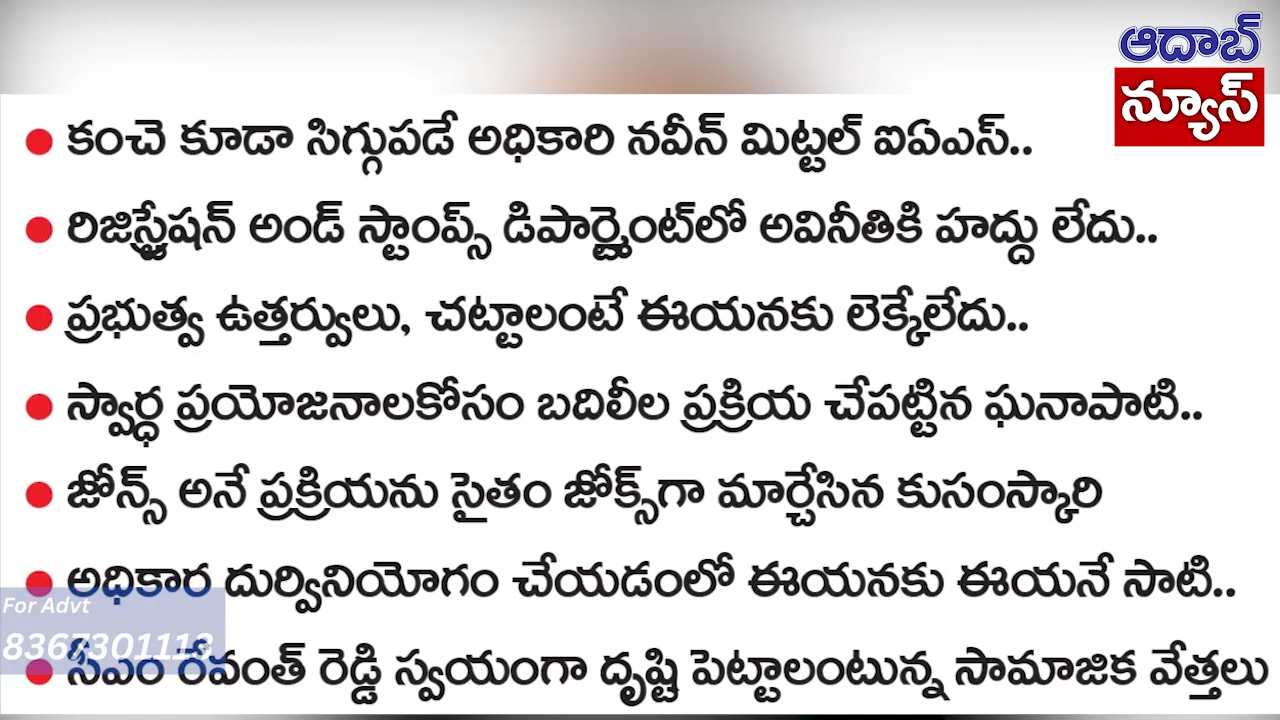 ఆదాబ్
న్యూస్
• కంచె కూడా సిగ్గుపడే అధికారి నవీన్ మిట్టల్ ఐఏఎస్..
• రిజిస్ట్రేషన్ అండ్ స్టాంప్స్ డిపార్ట్మెంట్‌లో అవినీతికి హద్దు లేదు..
• ప్రభుత్వ ఉత్తర్వులు, చట్టాలంటే ఈయనకు లెక్కేలేదు..
• స్వార్ధ ప్రయోజనాలకోసం బదిలీల ప్రక్రియ చేపట్టిన ఘనాపాటి..
• జోన్స్ అనే ప్రక్రియను సైతం జోక్స్‌గా మార్చేసిన కుసంస్కారి
• అధికార దుర్వినియోగం చేయడంలో ఈయనకు ఈయనే సాటి..
For Advt
8367301113
• సీఎం రేవంత్ రెడ్డి స్వయంగా దృష్టి పెట్టాలంటున్న సామాజిక వేత్తలు